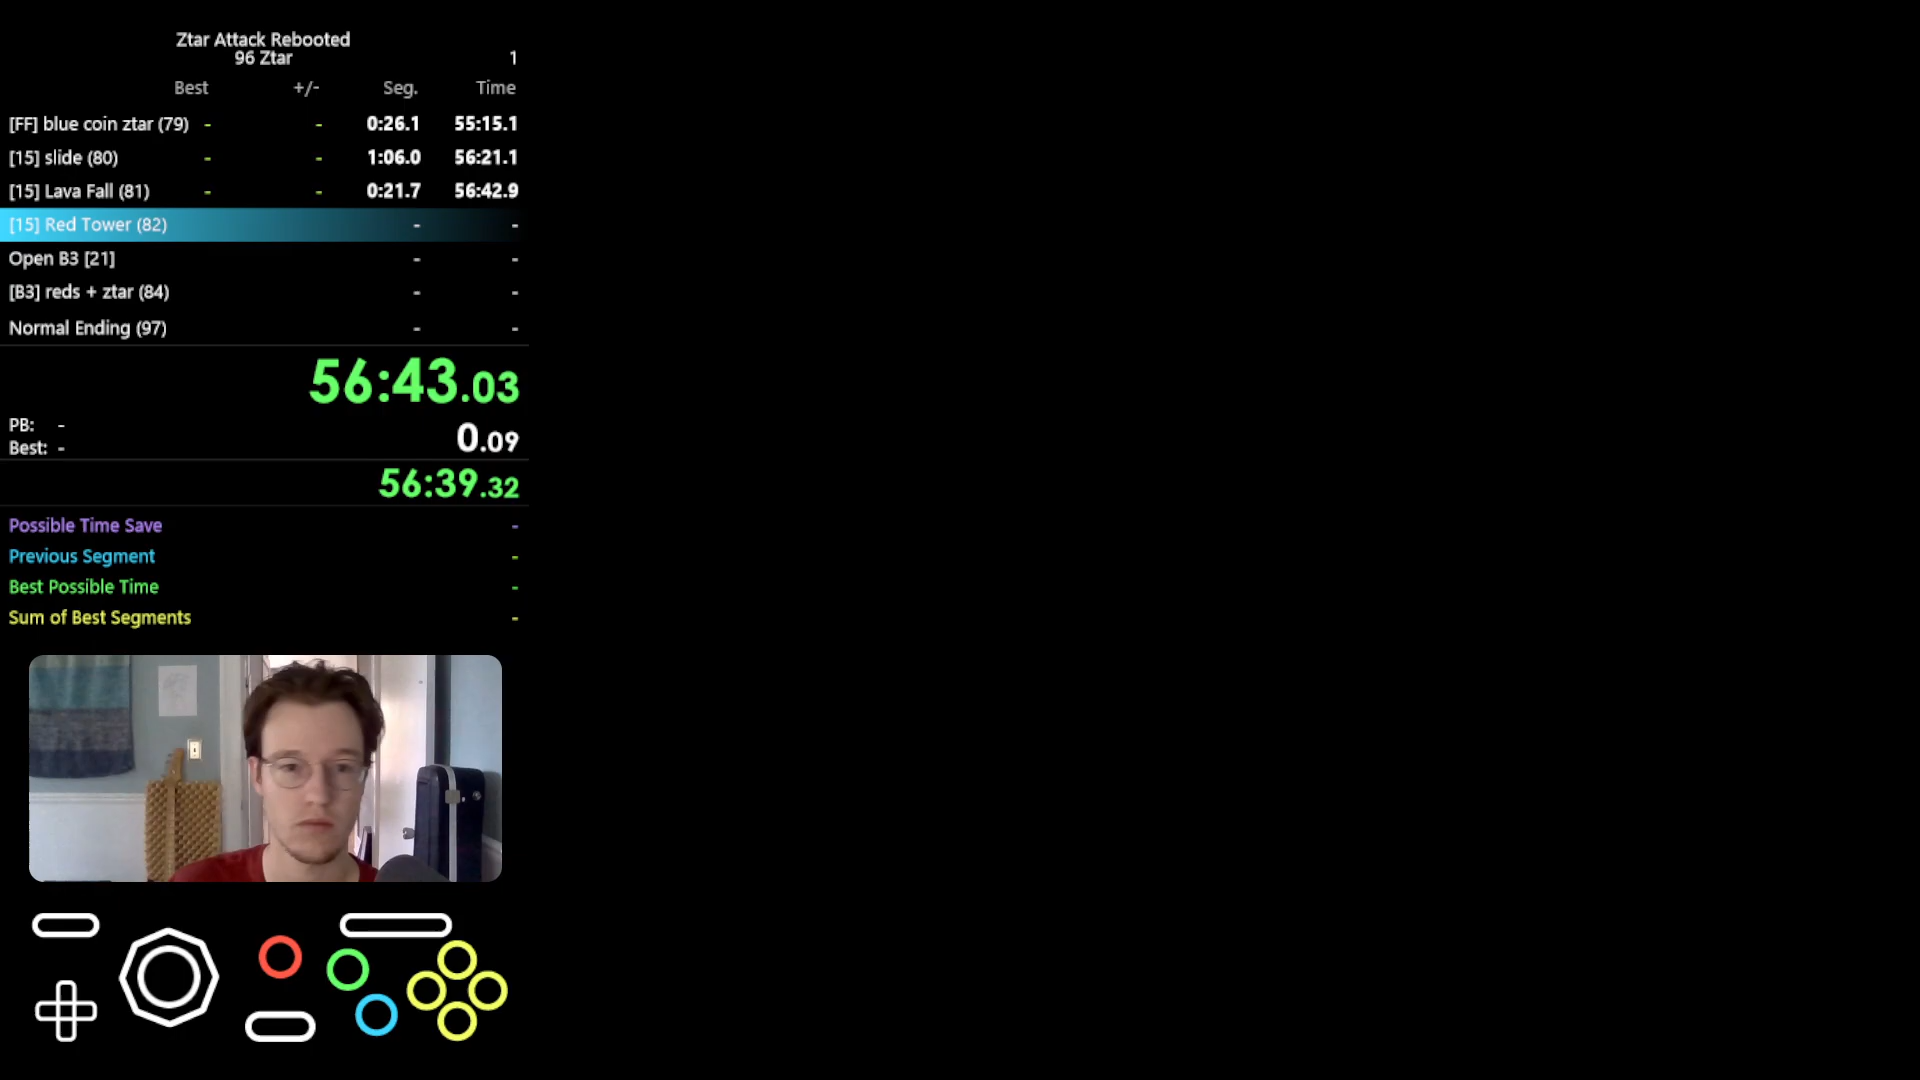 Ztar Attack Rebooted
96 Ztar 1
Best +/- Seg. Time
[FF] blue coin ztar (79) - - 0:26.1 55:15.1
[15] slide (80) - - 1:06.0 56:21.1
[15] Lava Fall (81) - - 0:21.7 56:42.9
[15] Red Tower (82) - -
Open B3 [21] - -
[B3] reds + ztar (84) - -
Normal Ending (97) - -
56:43.03
PB: - 0.09
Best: -
56:39.32
Possible Time Save -
Previous Segment -
Best Possible Time -
Sum of Best Segments -